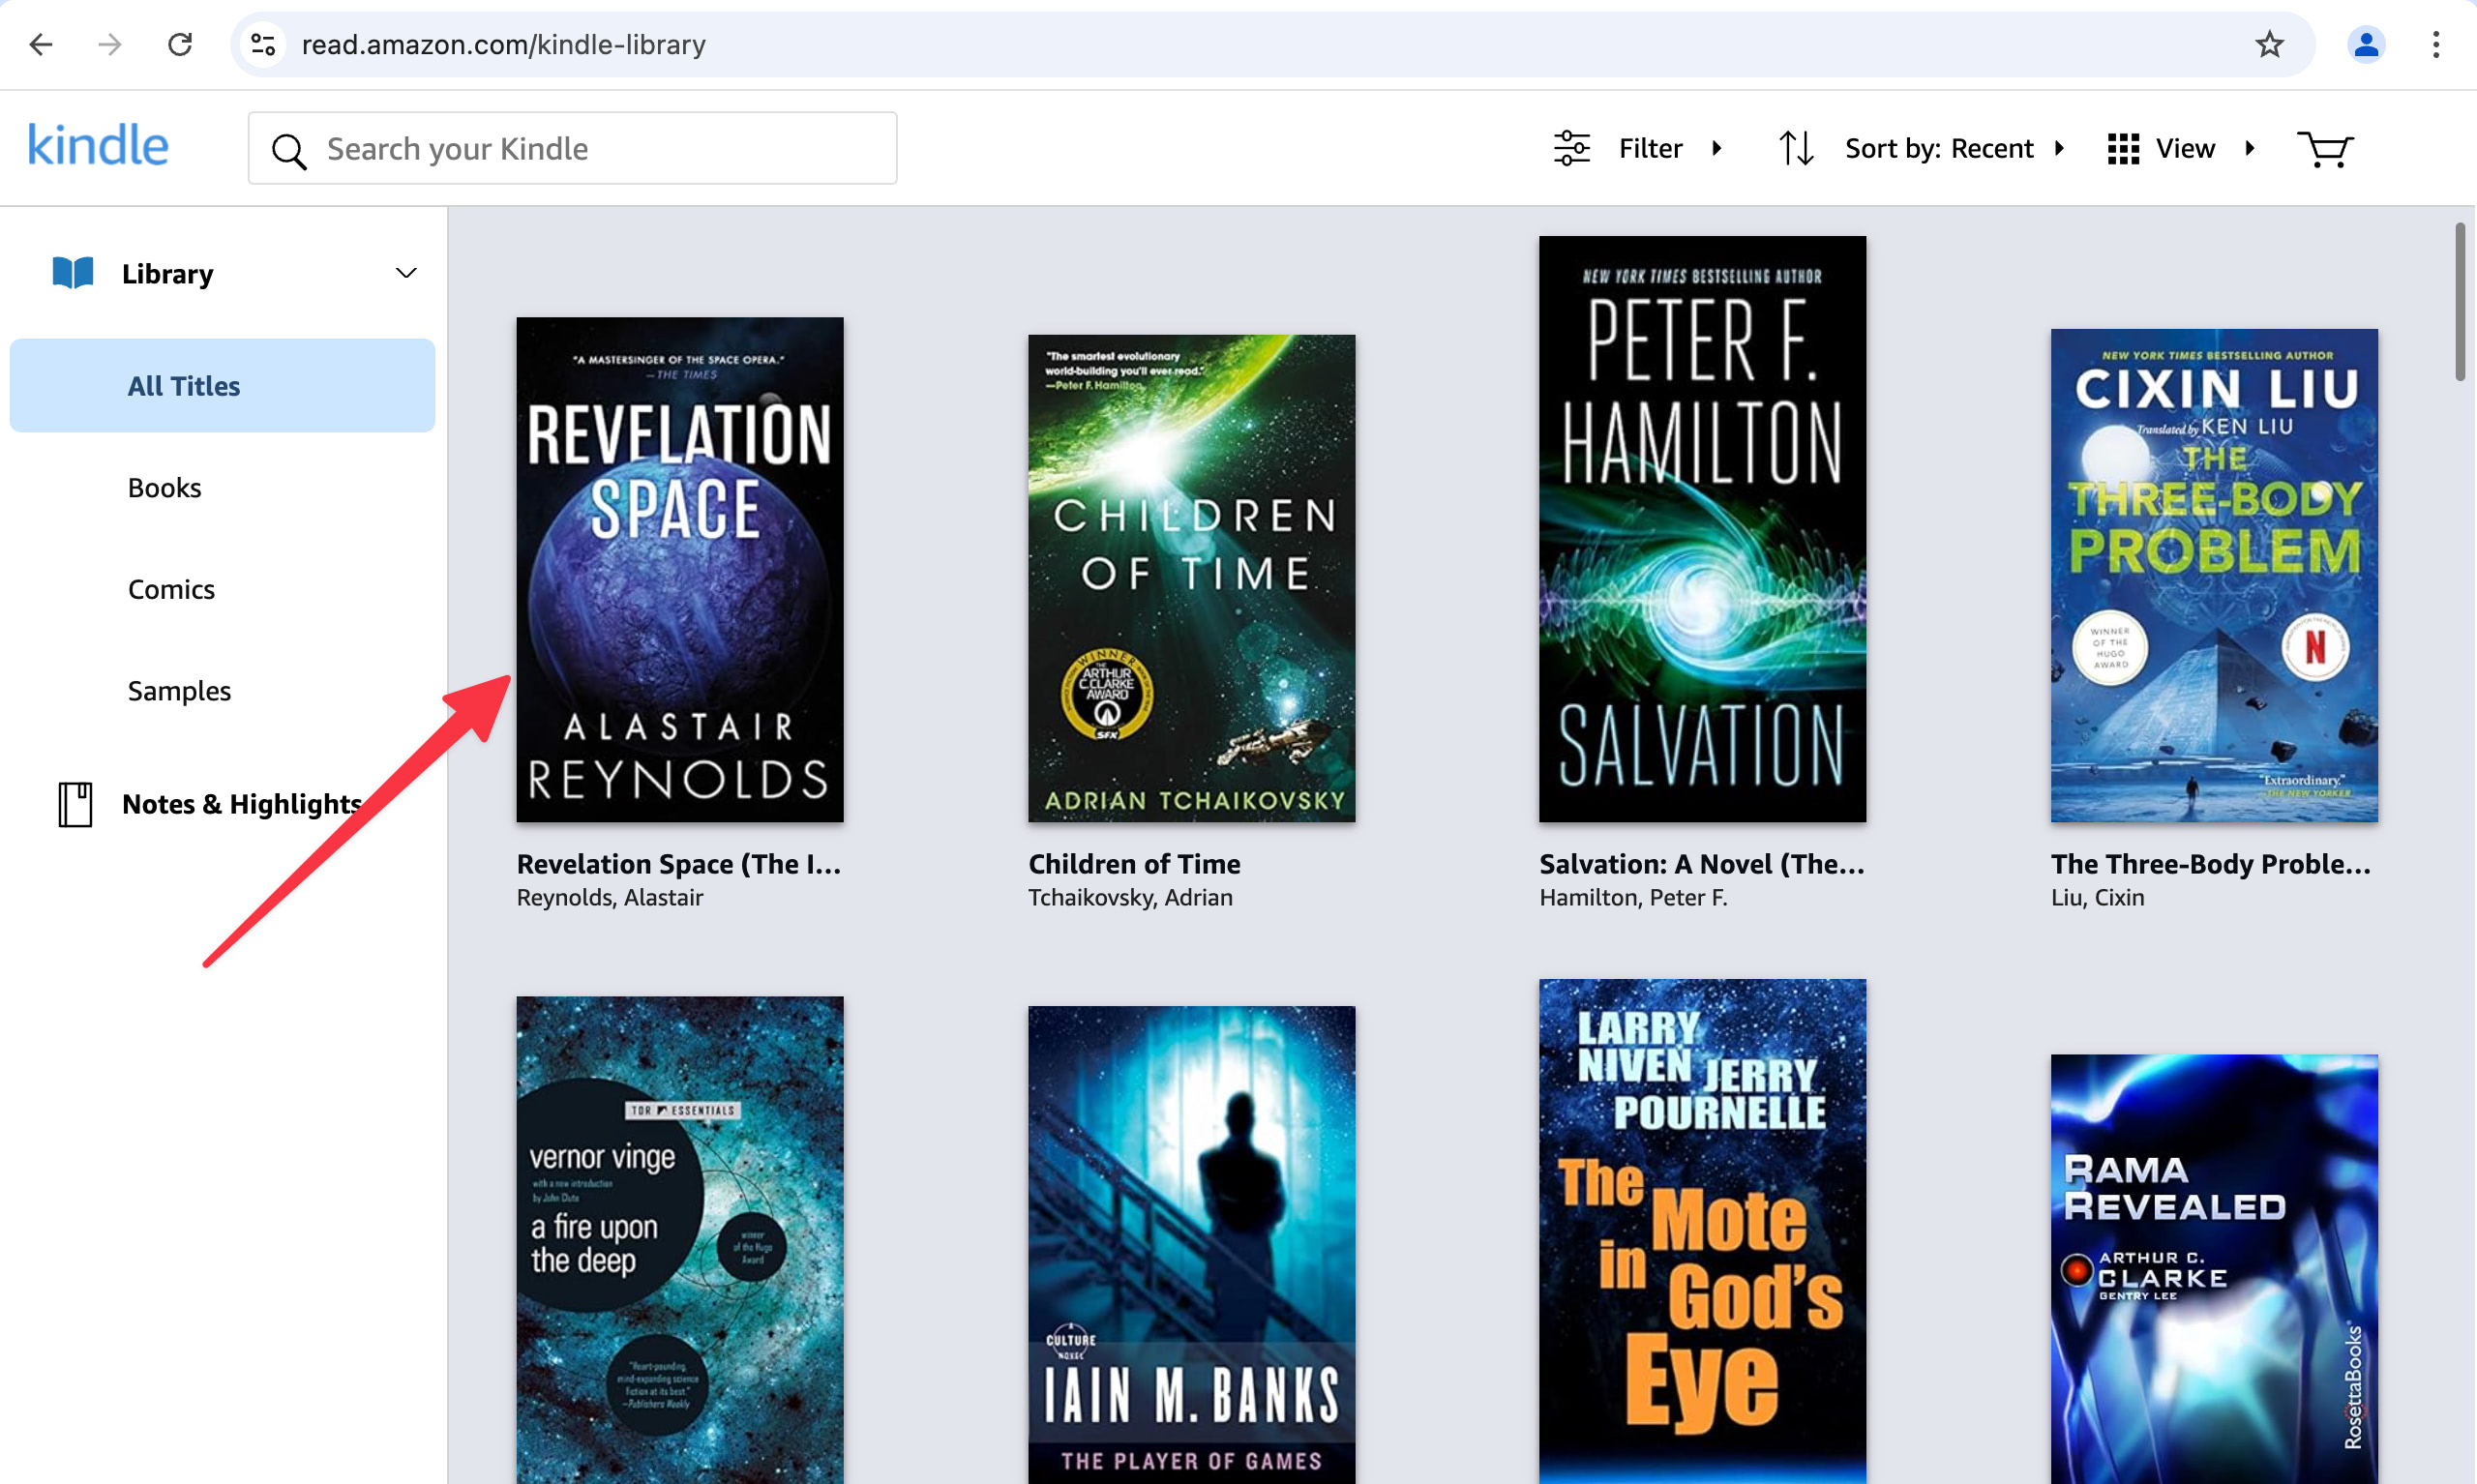 read.amazon.com/kindle-library
kindle
Search your Kindle
Filter
Sort by: Recent
View
Library
All Titles
Books
Comics
Samples
Notes & Highlights
"A MASTERSINGER OF THE SPACE OPERA."
—THE TIMES
REVELATION
SPACE
ALASTAIR
REYNOLDS
Revelation Space (The I...
Reynolds, Alastair
"The smartest evolutionary
world-building you'll ever read."
—Peter F. Hamilton
CHILDREN
OF TIME
WINNER
THE
ARTHUR
C.CLARKE
AWARD
SFX
ADRIAN TCHAIKOVSKY
Children of Time
Tchaikovsky, Adrian
NEW YORK TIMES BESTSELLING AUTHOR
PETER F.
HAMILTON
SALVATION
Salvation: A Novel (The...
Hamilton, Peter F.
NEW YORK TIMES BESTSELLING AUTHOR
CIXIN LIU
Translated by KEN LIU
THE
THREE-BODY
PROBLEM
WINNER
OF THE
HUGO
AWARD
N
"Extraordinary."
—THE NEW YORKER
The Three-Body Proble...
Liu, Cixin
TOR ESSENTIALS
vernor vinge
with a new introduction
by John Clute
a fire upon
the deep
winner
of the Hugo
Award
"Heart-pounding,
mind-expanding science
fiction at its best."
—Publishers Weekly
A
CULTURE
NOVEL
IAIN M. BANKS
THE PLAYER OF GAMES
LARRY
NIVEN JERRY
POURNELLE
The
Mote
in
God's
Eye
RAMA
REVEALED
ARTHUR C.
CLARKE
GENTRY LEE
RosettaBooks